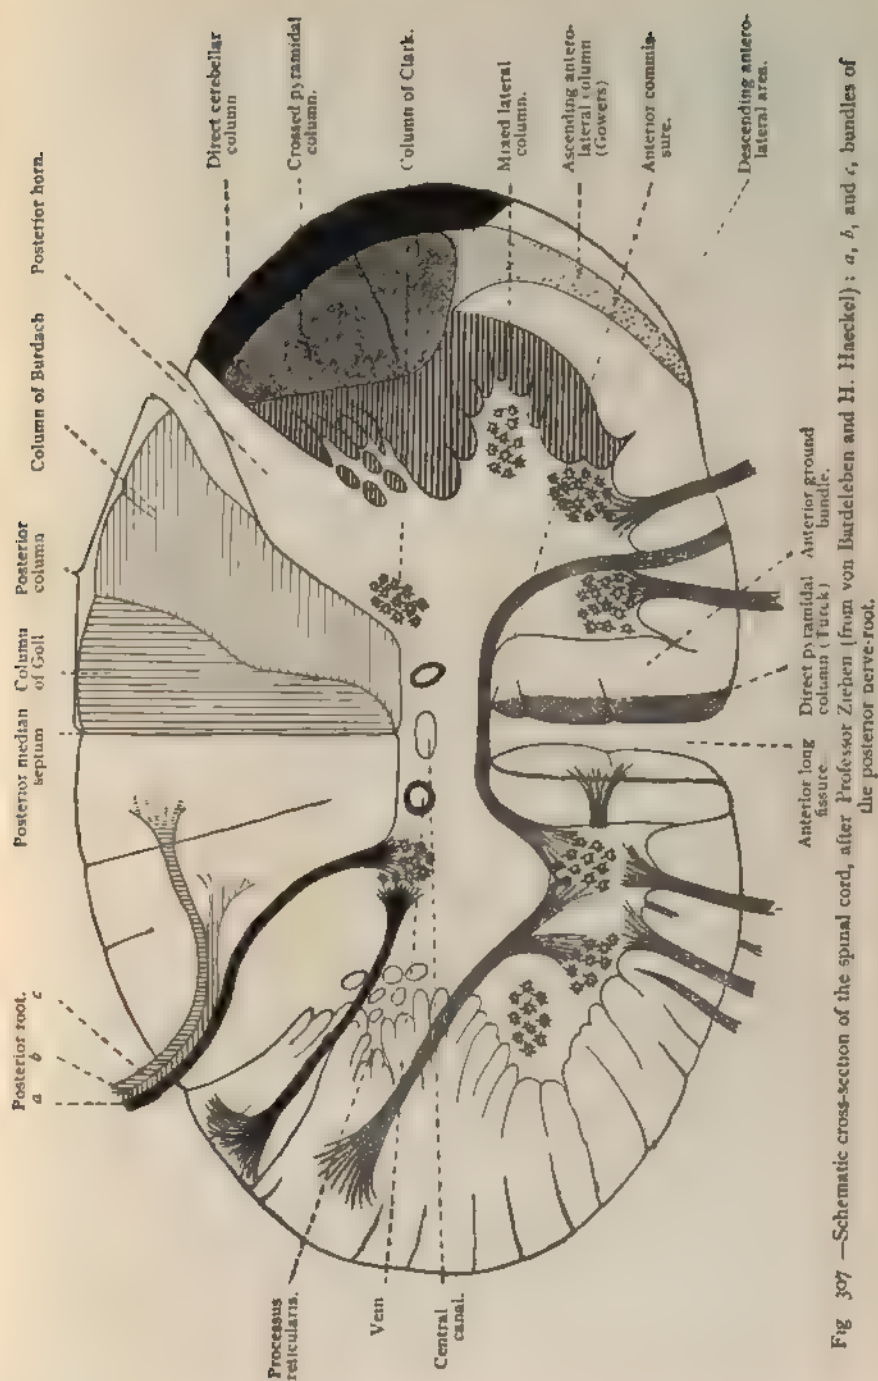 Posterior median
septum
Column
of Goll
Posterior
column
Column of Burdach
Posterior horn.
Direct cerebellar
column
Crossed pyramidal
column.
Column of Clark.
Mixed lateral
column.
Ascending antero-
lateral column
(Gowers)
Anterior commis-
sure.
Descending antero-
lateral area.
Posterior root.
a
b
c
Processus
reticularis.
Vein
Central
canal.
Anterior long
fissure
Direct pyramidal
column (Turck)
Anterior ground
bundle.
Fig 307 —Schematic cross-section of the spinal cord, after Professor Ziehen (from von Bardeleben and H. Haeckel) : a, b, and c, bundles of
the posterior nerve-root.